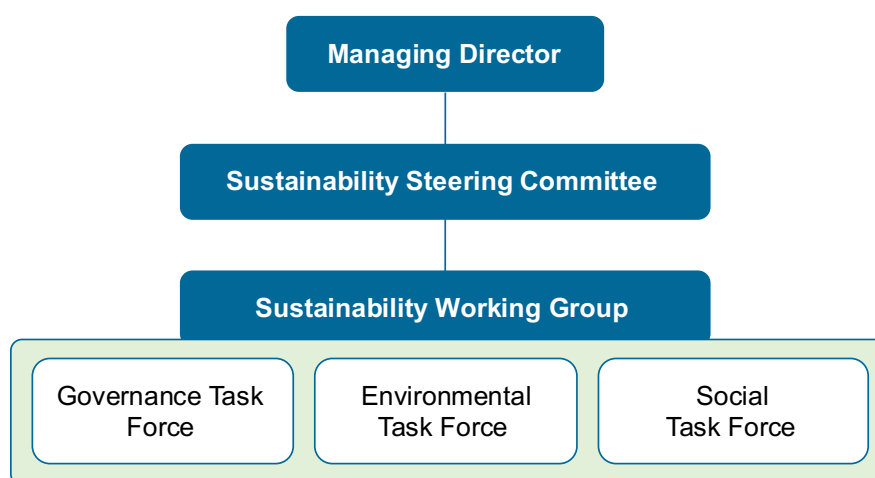 Managing Director
Sustainability Steering Committee
Sustainability Working Group
Governance Task
Force
Environmental
Task Force
Social
Task Force